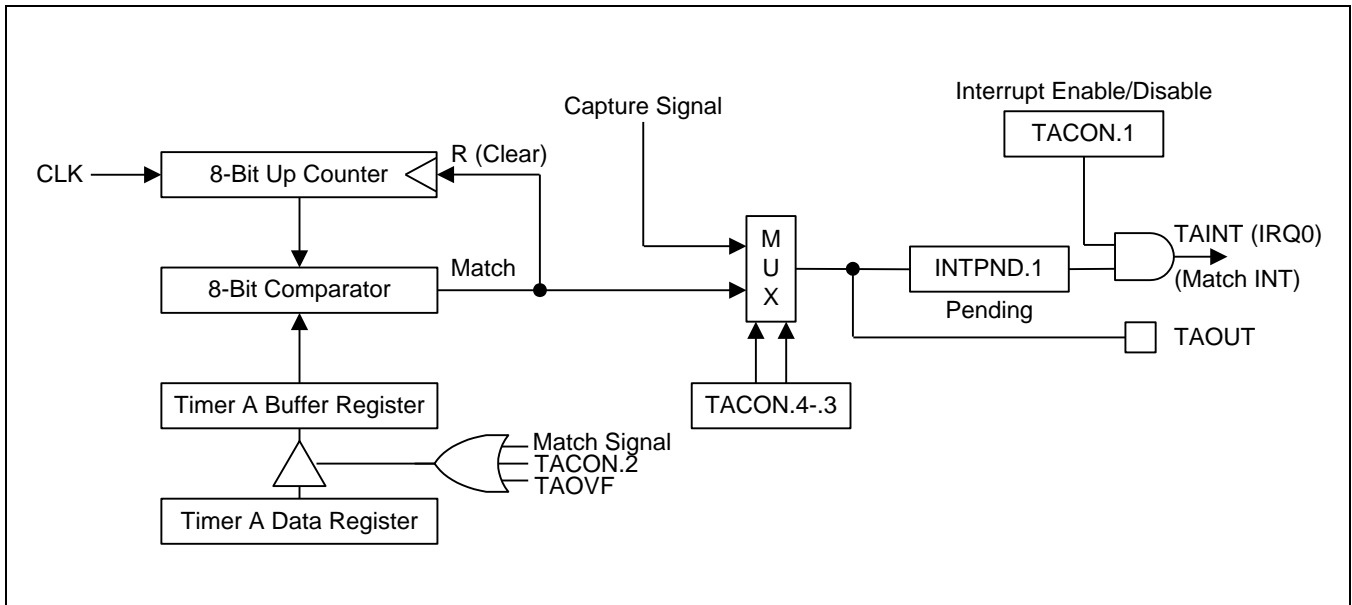 Interrupt Enable/Disable
Capture Signal
TACON.1
R (Clear)
CLK
8-Bit Up Counter
M
U
X
TAINT (IRQ0)
Match
INTPND.1
(Match INT)
8-Bit Comparator
Pending
TAOUT
Timer A Buffer Register
TACON.4-.3
Match Signal
TACON.2
TAOVF
Timer A Data Register